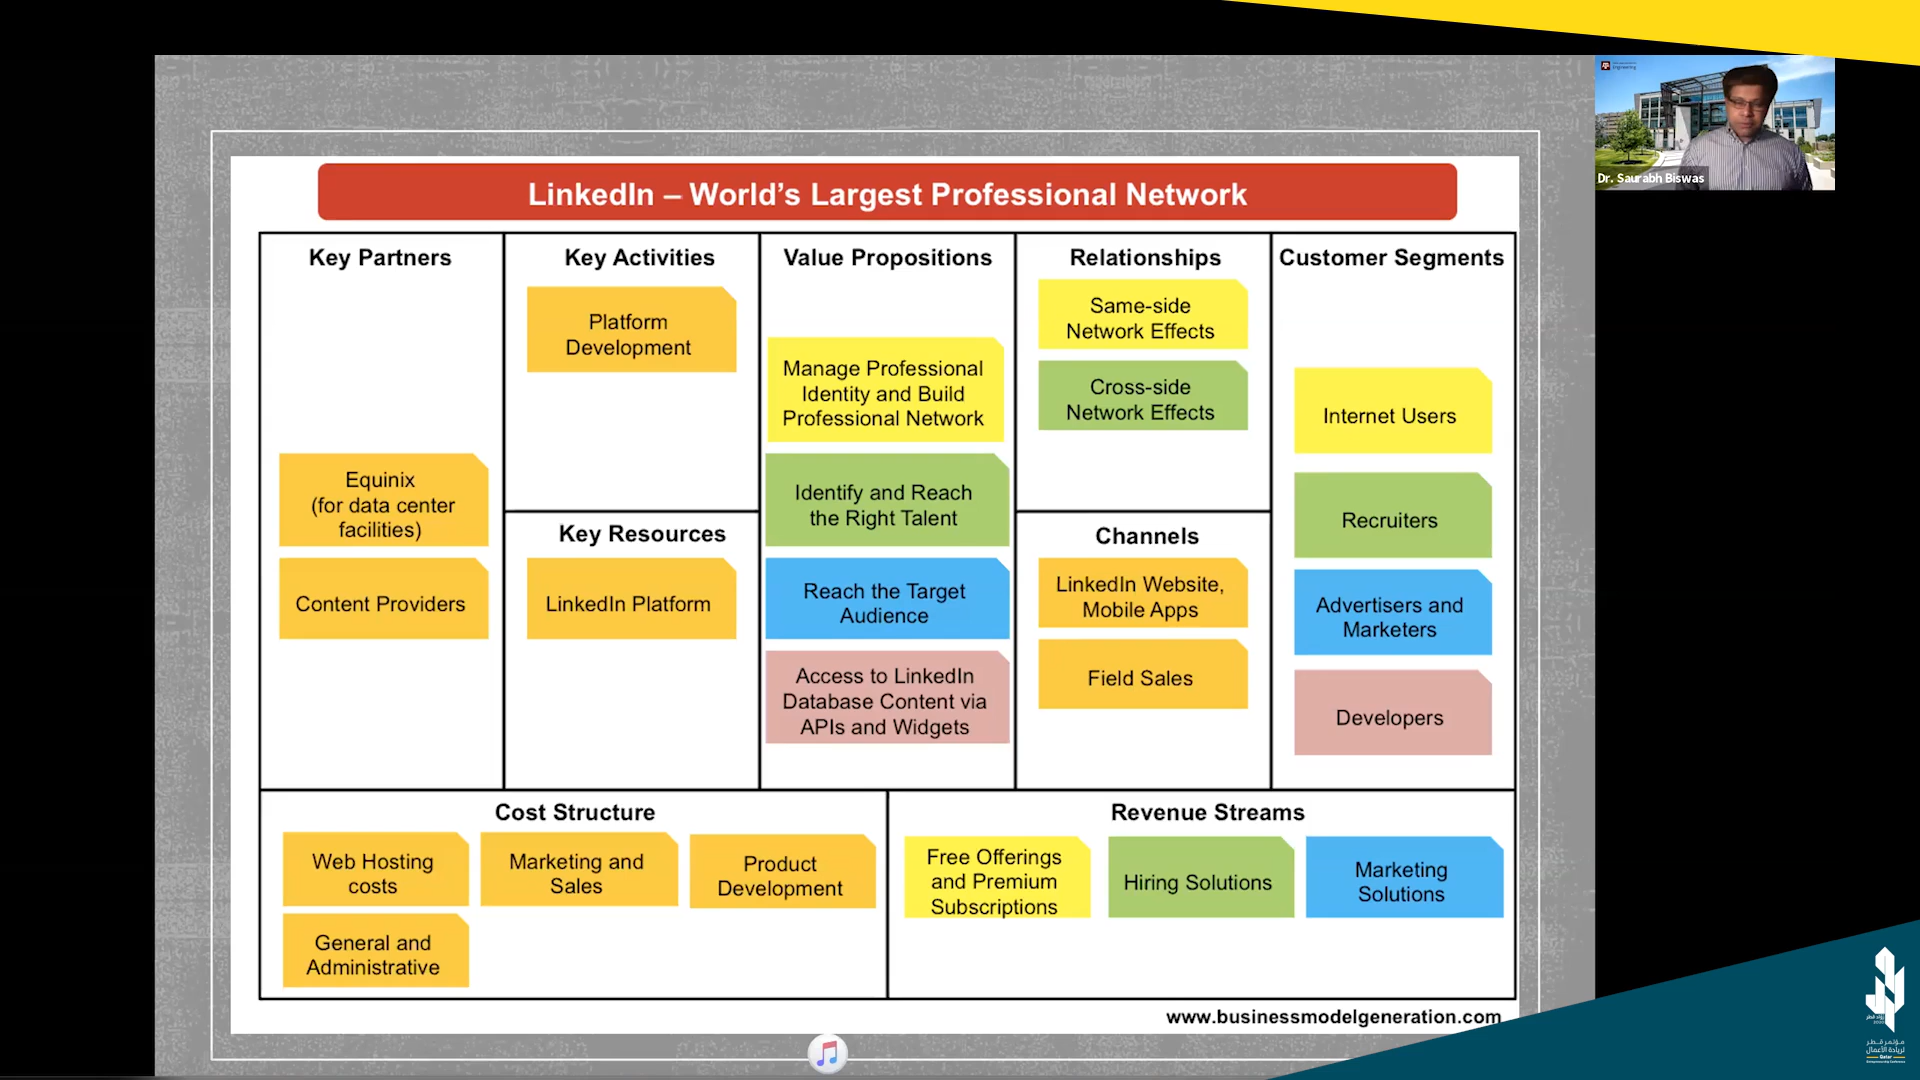 LinkedIn – World's Largest Professional Network
Key Partners
Equinix
(for data center
facilities)
Content Providers
Key Activities
Platform
Development
Key Resources
LinkedIn Platform
Value Propositions
Manage Professional
Identity and Build
Professional Network
Identify and Reach
the Right Talent
Reach the Target
Audience
Access to LinkedIn
Database Content via
APIs and Widgets
Relationships
Same-side
Network Effects
Cross-side
Network Effects
Channels
LinkedIn Website,
Mobile Apps
Field Sales
Customer Segments
Internet Users
Recruiters
Advertisers and
Marketers
Developers
Cost Structure
Web Hosting
costs
Marketing and
Sales
Product
Development
General and
Administrative
Revenue Streams
Free Offerings
and Premium
Subscriptions
Hiring Solutions
Marketing
Solutions
www.businessmodelgeneration.com
Dr. Saurabh Biswas
مؤتمر قطر
لريادة الأعمال